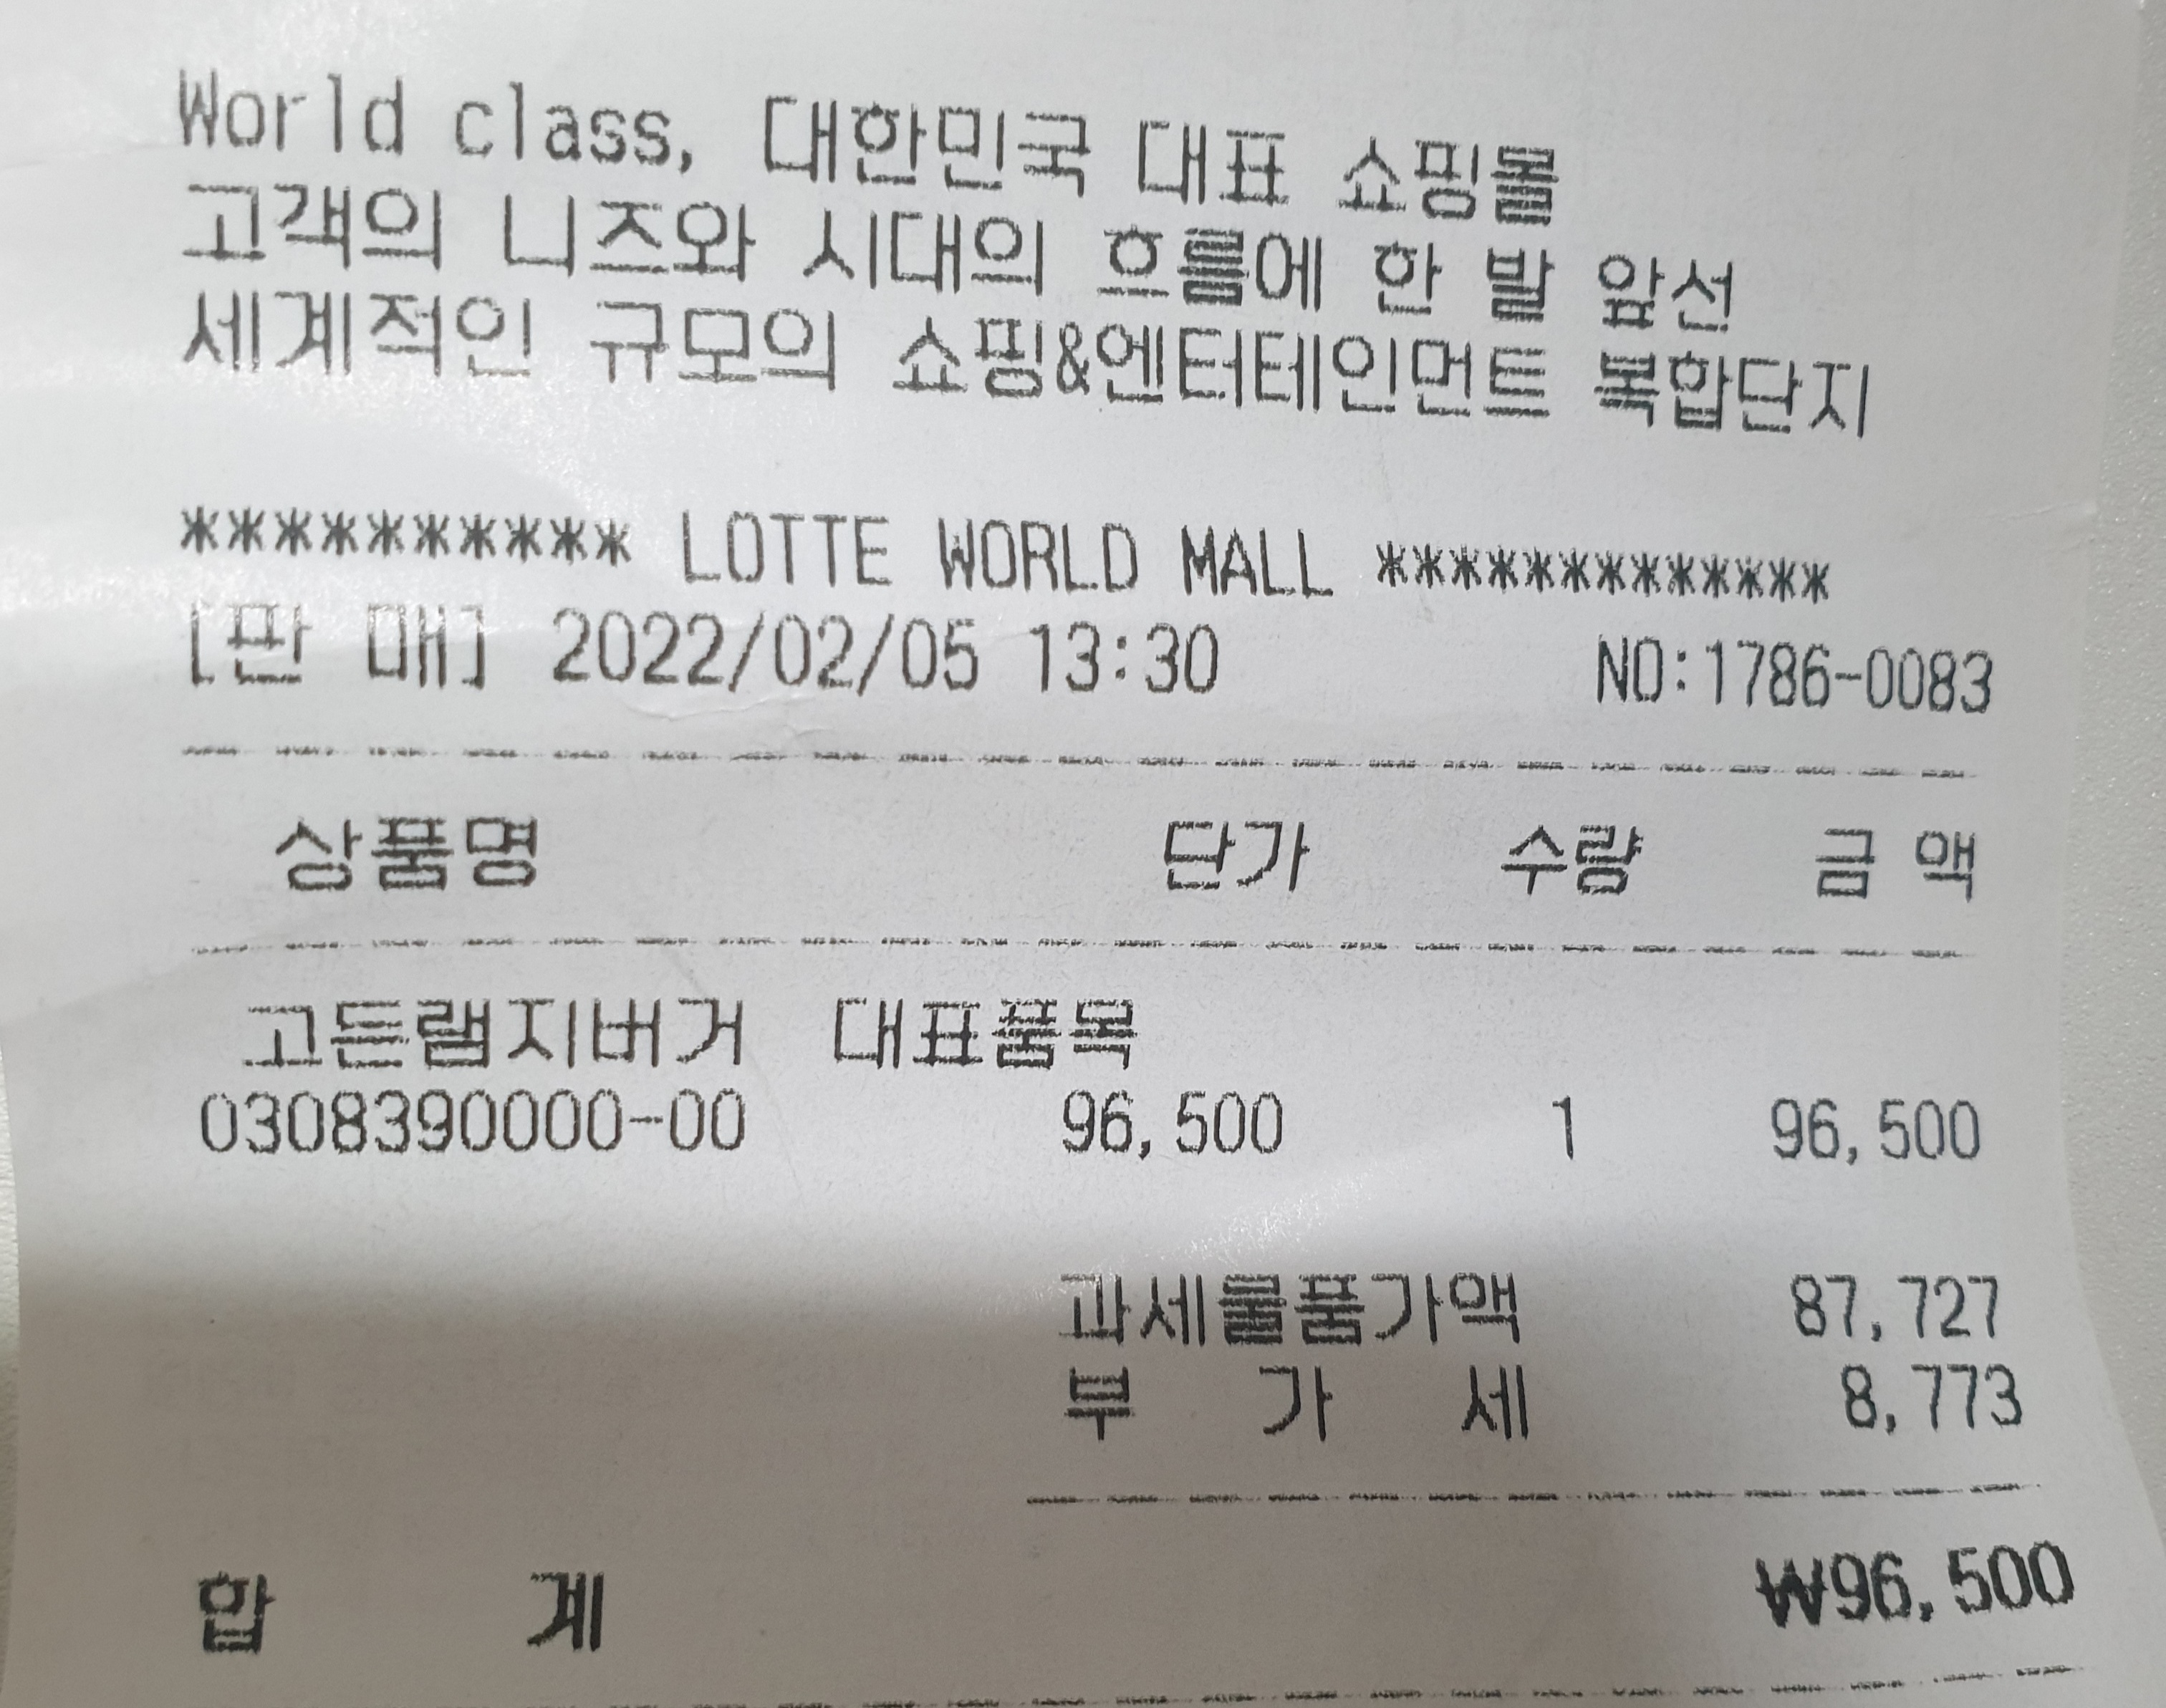 World class, 대한민국 대표 쇼핑몰
고객의 니즈와 시대의 흐름에 한 발 앞선
세계적인 규모의 쇼핑&엔터테인먼트 복합단지
********** LOTTE WORLD MALL *************
[판 매] 2022/02/05 13:30 NO:1786-0083
상품명 단가 수량 금 액
고든램지버거 대표품목
0308390000-00 96,500 1 96,500
과세물품가액 87,727
부 가 세 8,773
합 계 ₩96,500